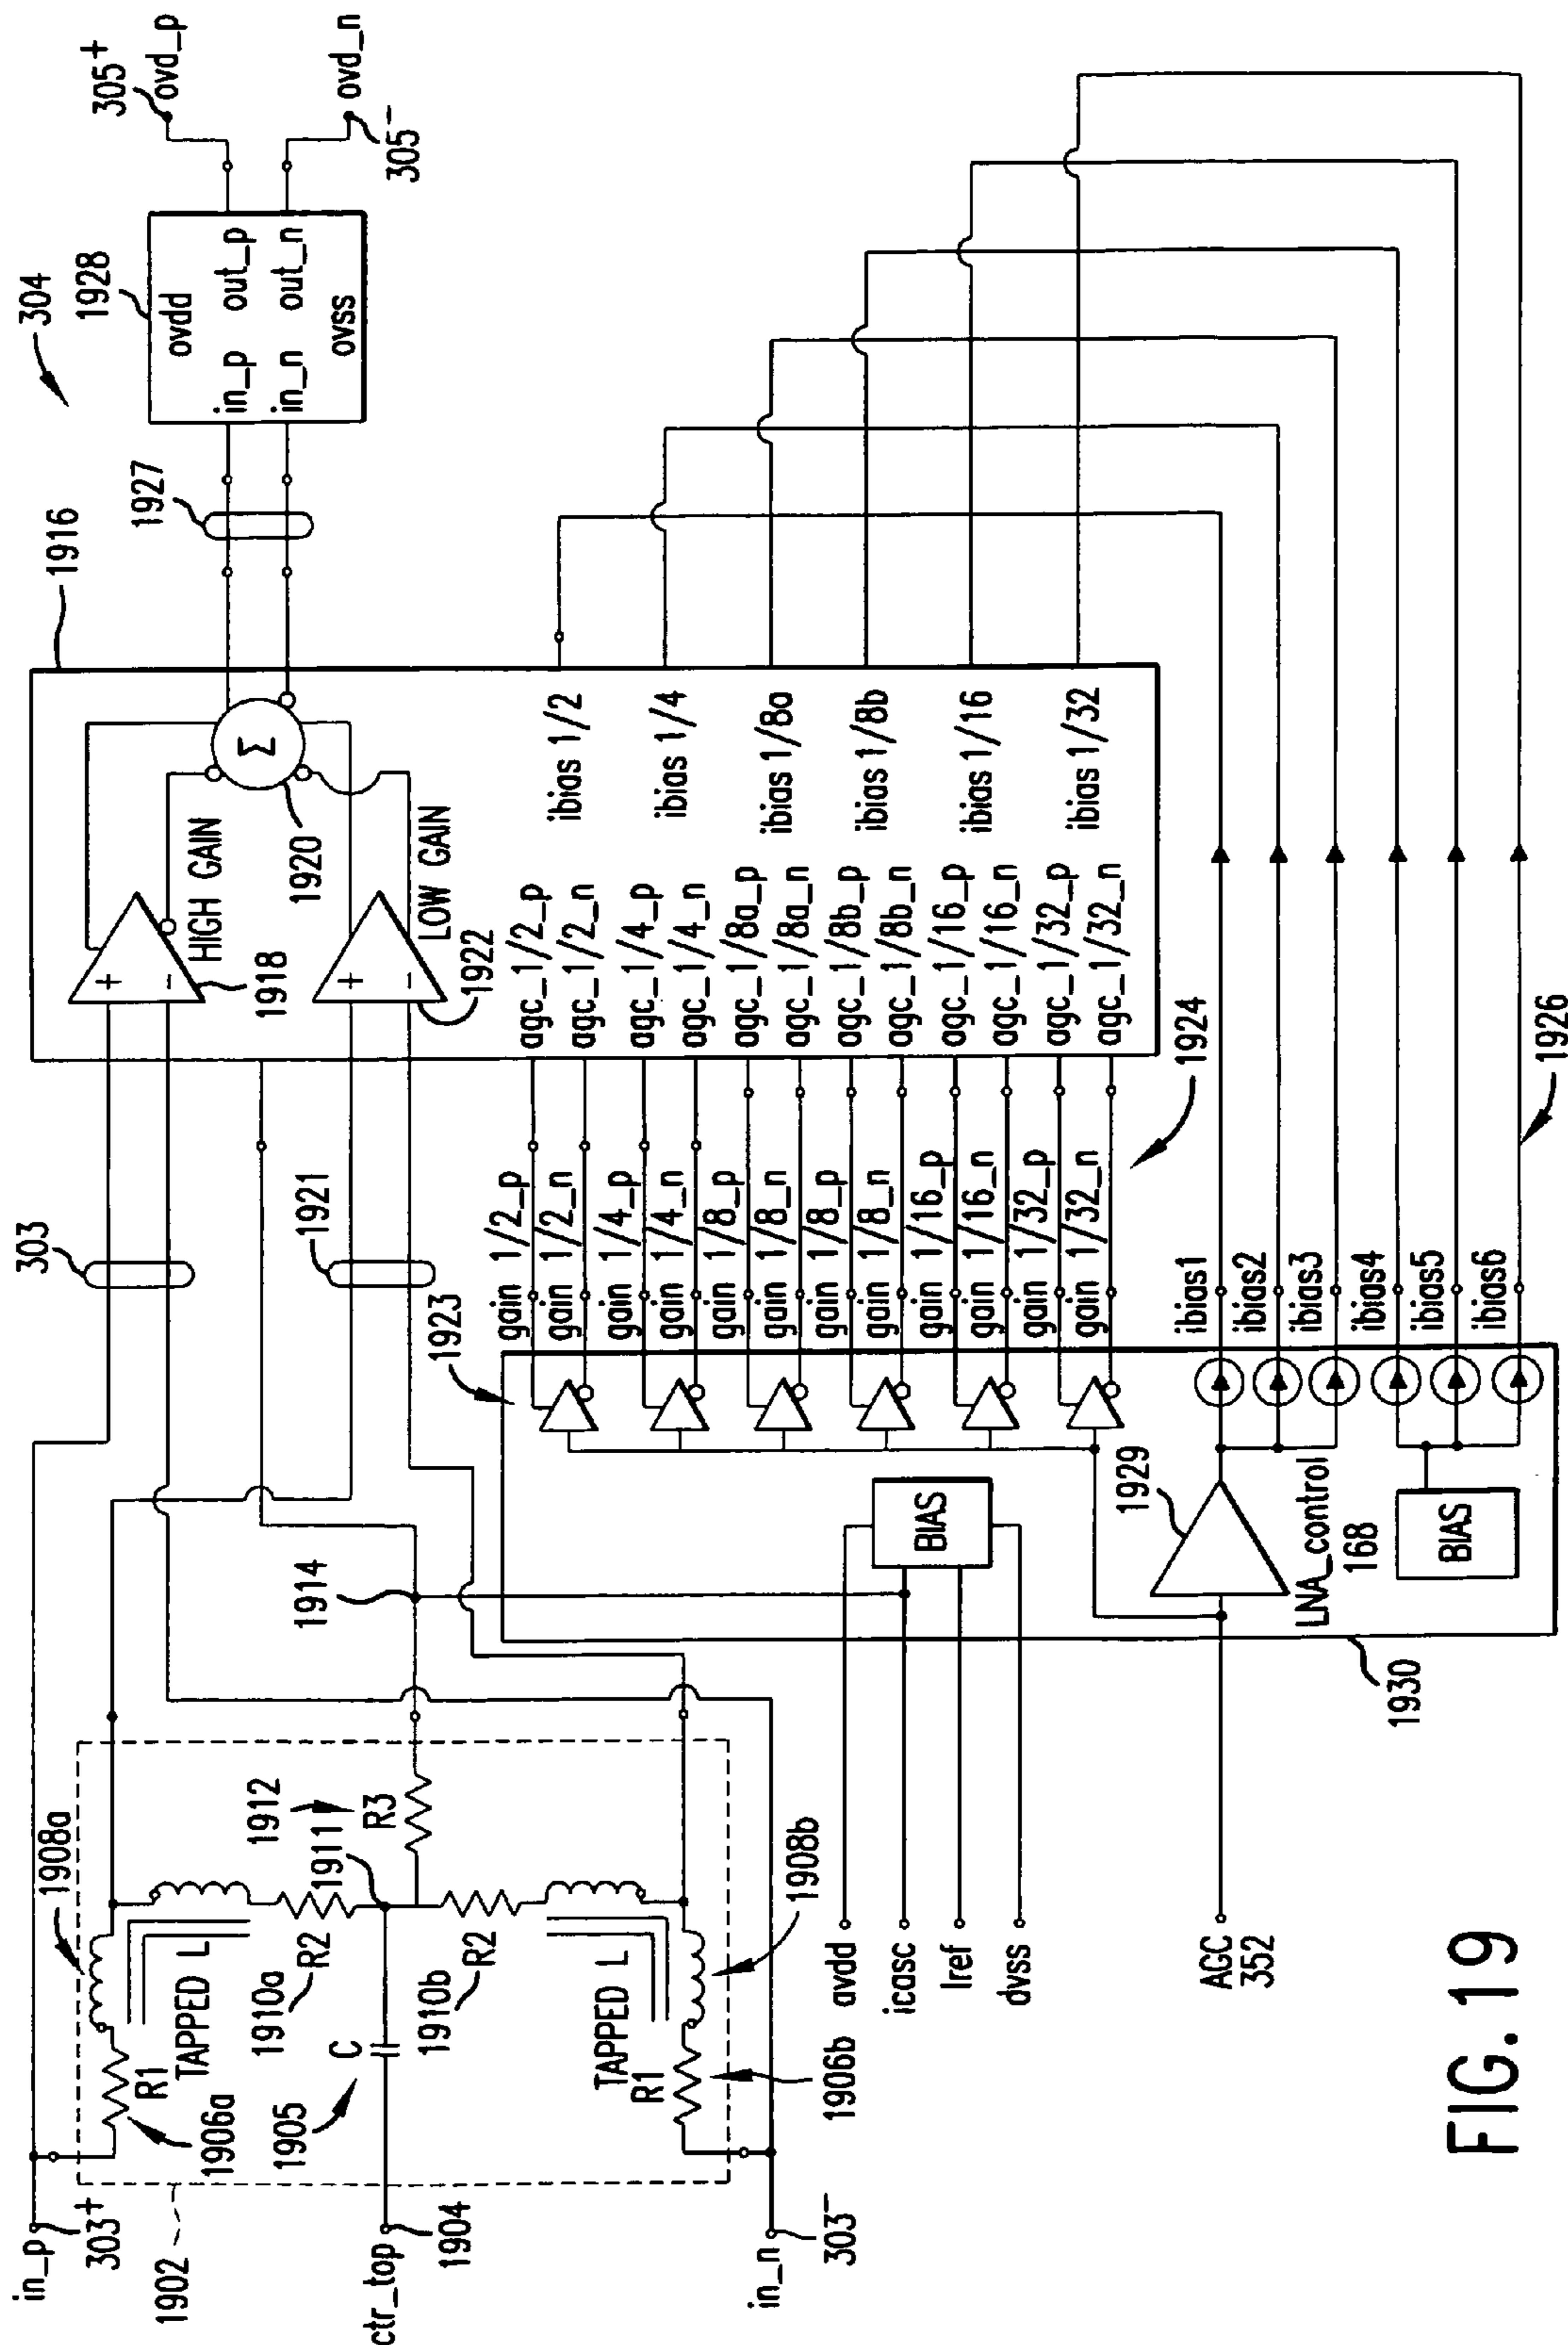 304
303
1916
1927
1928
305+
ovd_p
305-
ovd_n
ovdd
in_p out_p
in_n out_n
ovss
in_p
303+
1902
1906a
R1
TAPPED L
1908a
1910a
R2
1912
R3
1911
1914
1905
C
ctr_top
1904
1910b
R2
TAPPED L
R1
1908b
1906b
in_n
303-
1921
+
-
HIGH GAIN
1918
Σ
1920
+
-
LOW GAIN
1922
1923
gain 1/2_p
gain 1/2_n
gain 1/4_p
gain 1/4_n
gain 1/8_p
gain 1/8_n
gain 1/8_p
gain 1/8_n
gain 1/16_p
gain 1/16_n
gain 1/32_p
gain 1/32_n
1924
agc_1/2_p
agc_1/2_n
agc_1/4_p
agc_1/4_n
agc_1/8a_p
agc_1/8a_n
agc_1/8b_p
agc_1/8b_n
agc_1/16_p
agc_1/16_n
agc_1/32_p
agc_1/32_n
ibias 1/2
ibias 1/4
ibias 1/8a
ibias 1/8b
ibias 1/16
ibias 1/32
avdd
icasc
Iref
dvss
BIAS
AGC
352
1929
LNA_control
168
BIAS
1930
ibias1
ibias2
ibias3
ibias4
ibias5
ibias6
1926
FIG. 19